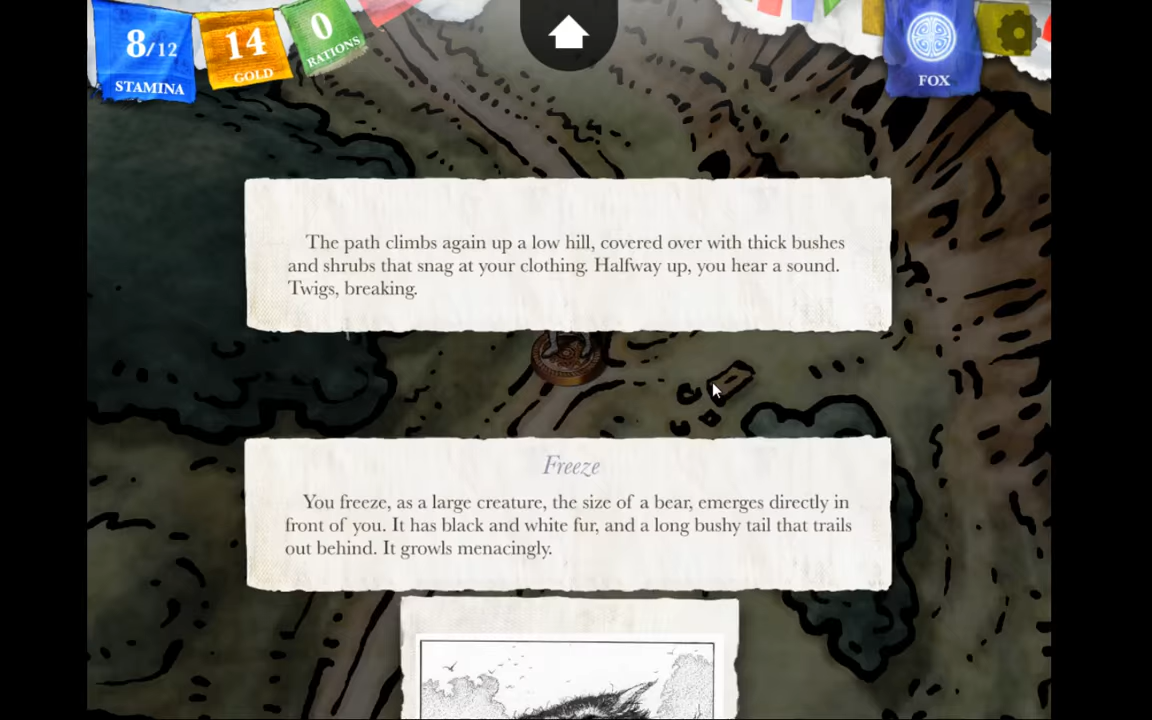 8/12
STAMINA
14
GOLD
0
RATIONS
FOX
The path climbs again up a low hill, covered over with thick bushes
and shrubs that snag at your clothing. Halfway up, you hear a sound.
Twigs, breaking.
Freeze
You freeze, as a large creature, the size of a bear, emerges directly in
front of you. It has black and white fur, and a long bushy tail that trails
out behind. It growls menacingly.